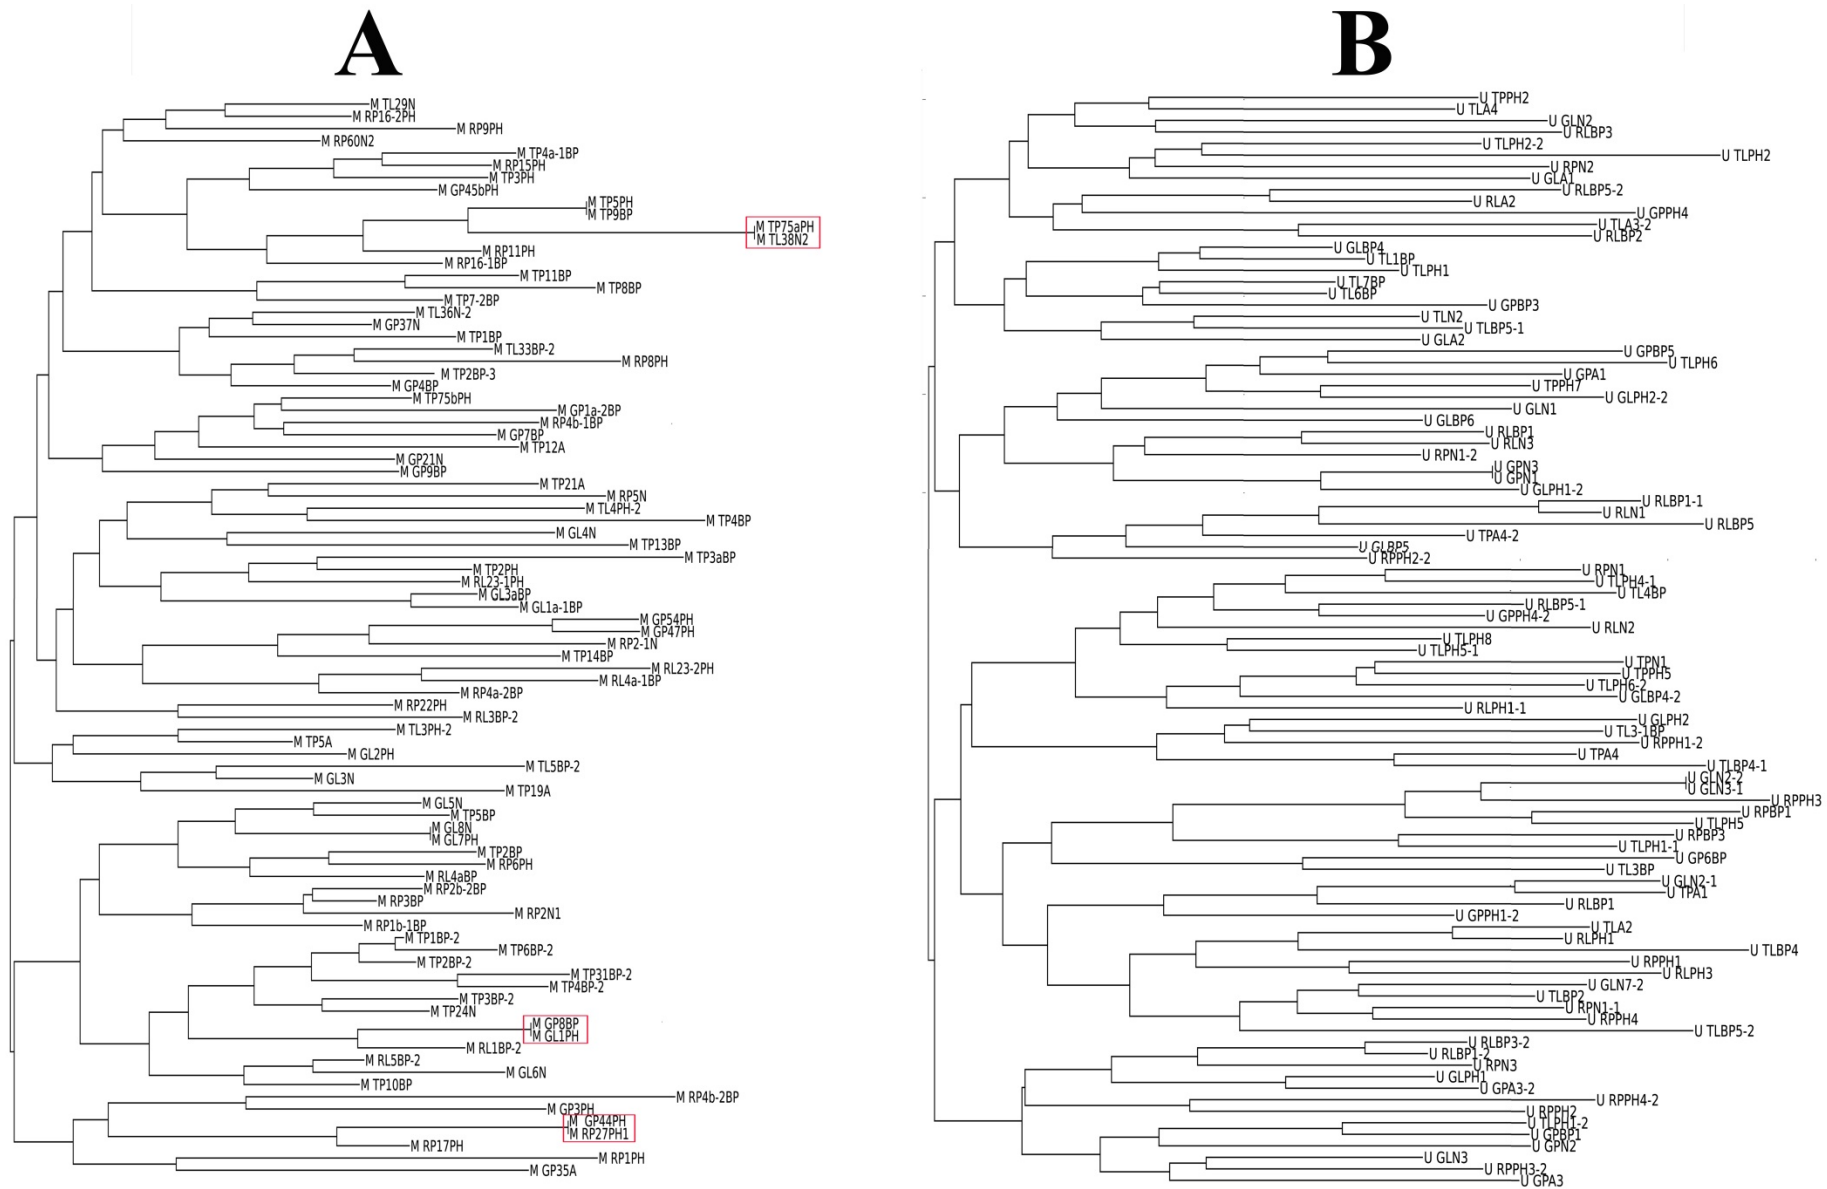 A
M TL29N
M RP16-2PH
M RP9PH
M RP60N2
M TP4a-1BP
M RP15PH
M TP3PH
M GP45bPH
M TP5PH
M TP9BP
M TP75aPH
M TL38N2
M RP11PH
M RP16-1BP
M TP11BP
M TP8BP
M TP7-2BP
M TL36N-2
M GP37N
M TP1BP
M TL33BP-2
M RP8PH
M TP2BP-3
M GP4BP
M TP75bPH
M GP1a-2BP
M RP4b-1BP
M GP7BP
M TP12A
M GP21N
M GP9BP
M TP21A
M RP5N
M TL4PH-2
M TP4BP
M GL4N
M TP13BP
M TP3aBP
M TP2PH
M RL23-1PH
M GL3aBP
M GL1a-1BP
M GP54PH
M GP47PH
M RP2-1N
M TP14BP
M RL23-2PH
M RL4a-1BP
M RP4a-2BP
M RP22PH
M RL3BP-2
M TL3PH-2
M TP5A
M GL2PH
M TL5BP-2
M GL3N
M TP19A
M GL5N
M TP5BP
M GL8N
M GL7PH
M TP2BP
M RP6PH
M RL4aBP
M RP2b-2BP
M RP3BP
M RP2N1
M RP1b-1BP
M TP1BP-2
M TP6BP-2
M TP2BP-2
M TP31BP-2
M TP4BP-2
M TP3BP-2
M TP24N
M GP8BP
M GL1PH
M RL1BP-2
M RL5BP-2
M GL6N
M TP10BP
M RP4b-2BP
M GP3PH
M GP44PH
M RP27PH1
M RP17PH
M RP1PH
M GP35A
B
U TPPH2
U TLA4
U GLN2
U RLBP3
U TLPH2-2
U TLPH2
U RPN2
U GLA1
U RLBP5-2
U RLA2
U GPPH4
U TLA3-2
U RLBP2
U GLBP4
U TL1BP
U TLPH1
U TL7BP
U TL6BP
U GPBP3
U TLN2
U TLBP5-1
U GLA2
U GPBP5
U TLPH6
U GPA1
U TPPH7
U GLPH2-2
U GLN1
U GLBP6
U RLBP1
U RLN3
U RPN1-2
U GPN3
U GPN1
U GLPH1-2
U RLBP1-1
U RLN1
U RLBP5
U TPA4-2
U GLBP5
U RPPH2-2
U RPN1
U TLPH4-1
U TL4BP
U RLBP5-1
U GPPH4-2
U RLN2
U TLPH8
U TLPH5-1
U TPN1
U TPPH5
U TLPH6-2
U GLBP4-2
U RLPH1-1
U GLPH2
U TL3-1BP
U RPPH1-2
U TPA4
U TLBP4-1
U GLN2-2
U GLN3-1
U RPPH3
U RPBP1
U TLPH5
U RPBP3
U TLPH1-1
U GP6BP
U TL3BP
U GLN2-1
U TPA1
U RLBP1
U GPPH1-2
U TLA2
U RLPH1
U TLBP4
U RPPH1
U RLPH3
U GLN7-2
U TLBP2
U RPN1-1
U RPPH4
U TLBP5-2
U RLBP3-2
U RLBP1-2
U RPN3
U GLPH1
U GPA3-2
U RPPH4-2
U RPPH2
U TLPH1-2
U GPBP1
U GPN2
U GLN3
U RPPH3-2
U GPA3